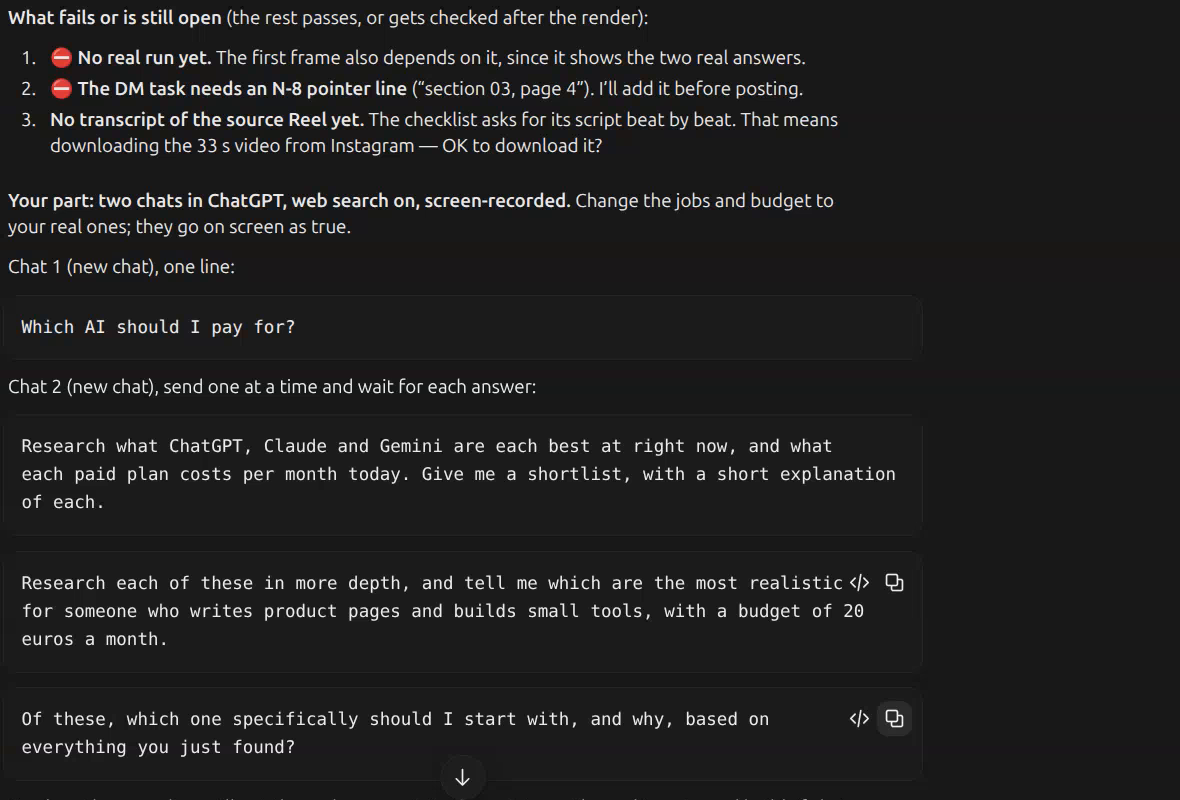 What fails or is still open (the rest passes, or gets checked after the render):
1. ⛔ No real run yet. The first frame also depends on it, since it shows the two real answers.
2. ⛔ The DM task needs an N-8 pointer line (“section 03, page 4”). I’ll add it before posting.
3. No transcript of the source Reel yet. The checklist asks for its script beat by beat. That means
downloading the 33 s video from Instagram — OK to download it?
Your part: two chats in ChatGPT, web search on, screen-recorded. Change the jobs and budget to
your real ones; they go on screen as true.
Chat 1 (new chat), one line:
Which AI should I pay for?
Chat 2 (new chat), send one at a time and wait for each answer:
Research what ChatGPT, Claude and Gemini are each best at right now, and what
each paid plan costs per month today. Give me a shortlist, with a short explanation
of each.
Research each of these in more depth, and tell me which are the most realistic
for someone who writes product pages and builds small tools, with a budget of 20
euros a month.
Of these, which one specifically should I start with, and why, based on
everything you just found?